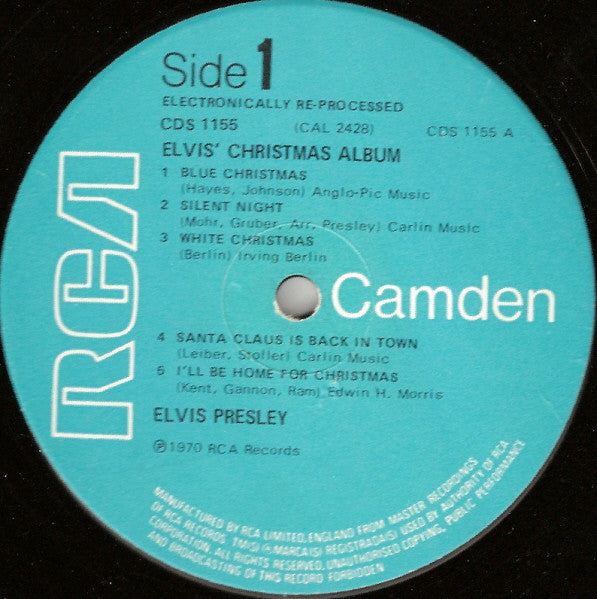 Side 1
ELECTRONICALLY RE-PROCESSED
CDS 1155 (CAL 2428) CDS 1155 A
ELVIS' CHRISTMAS ALBUM
1 BLUE CHRISTMAS
(Hayes, Johnson) Anglo-Pic Music
2 SILENT NIGHT
(Mohr, Gruber, Arr. Presley) Carlin Music
3 WHITE CHRISTMAS
(Berlin) Irving Berlin
RCA
Camden
4 SANTA CLAUS IS BACK IN TOWN
(Leiber, Stoller) Carlin Music
5 I'LL BE HOME FOR CHRISTMAS
(Kent, Gannon, Ram) Edwin H. Morris
ELVIS PRESLEY
℗1970 RCA Records
MANUFACTURED BY RCA LIMITED, ENGLAND FROM MASTER RECORDINGS
OF RCA RECORDS. TM(S) ® MARCA(S) REGISTRADA(S) USED BY AUTHORITY OF RCA
CORPORATION. ALL RIGHTS RESERVED. UNAUTHORISED COPYING, PUBLIC PERFORMANCE
AND BROADCASTING OF THIS RECORD FORBIDDEN